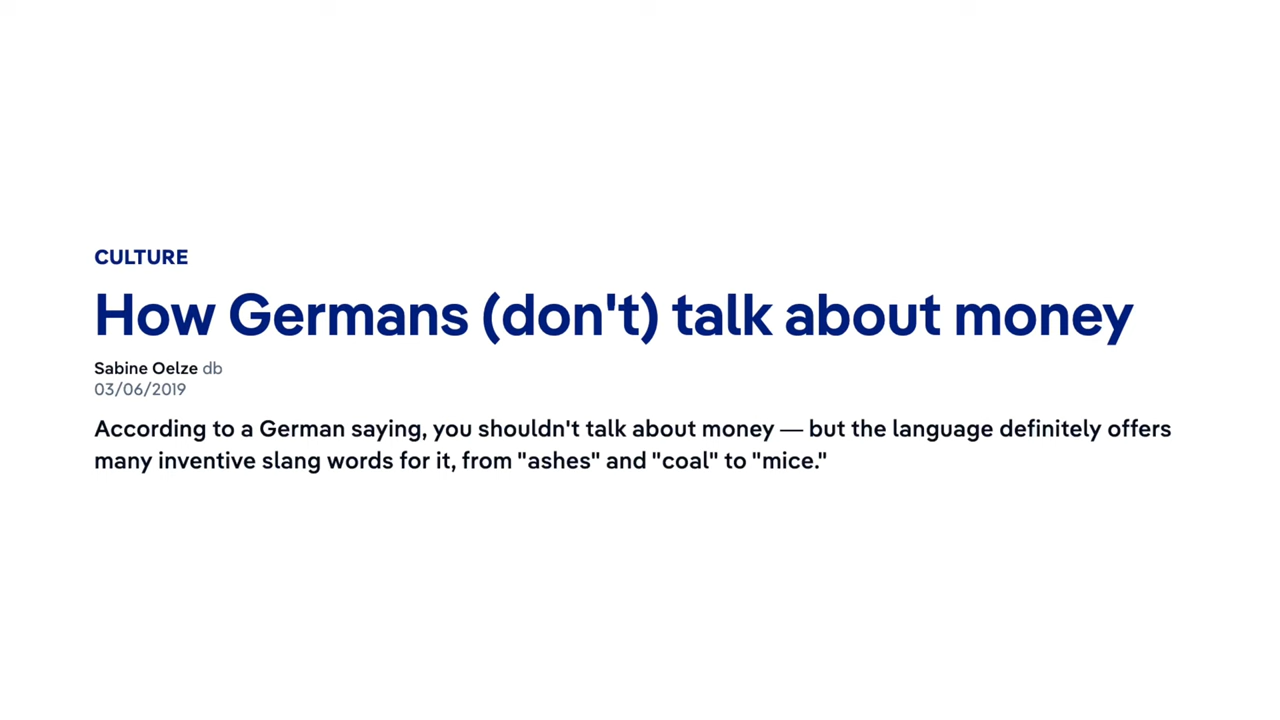 CULTURE
How Germans (don't) talk about money
Sabine Oelze db
03/06/2019
According to a German saying, you shouldn't talk about money — but the language definitely offers
many inventive slang words for it, from "ashes" and "coal" to "mice."